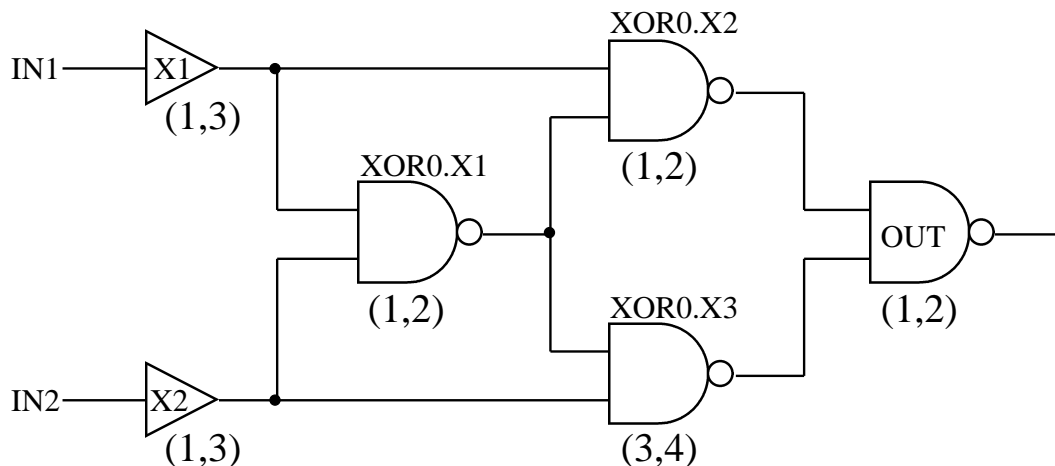 XOR0.X2
IN1
X1
(1,3)
XOR0.X1
(1,2)
OUT
(1,2)
XOR0.X3
(1,2)
IN2
X2
(1,3)
(3,4)